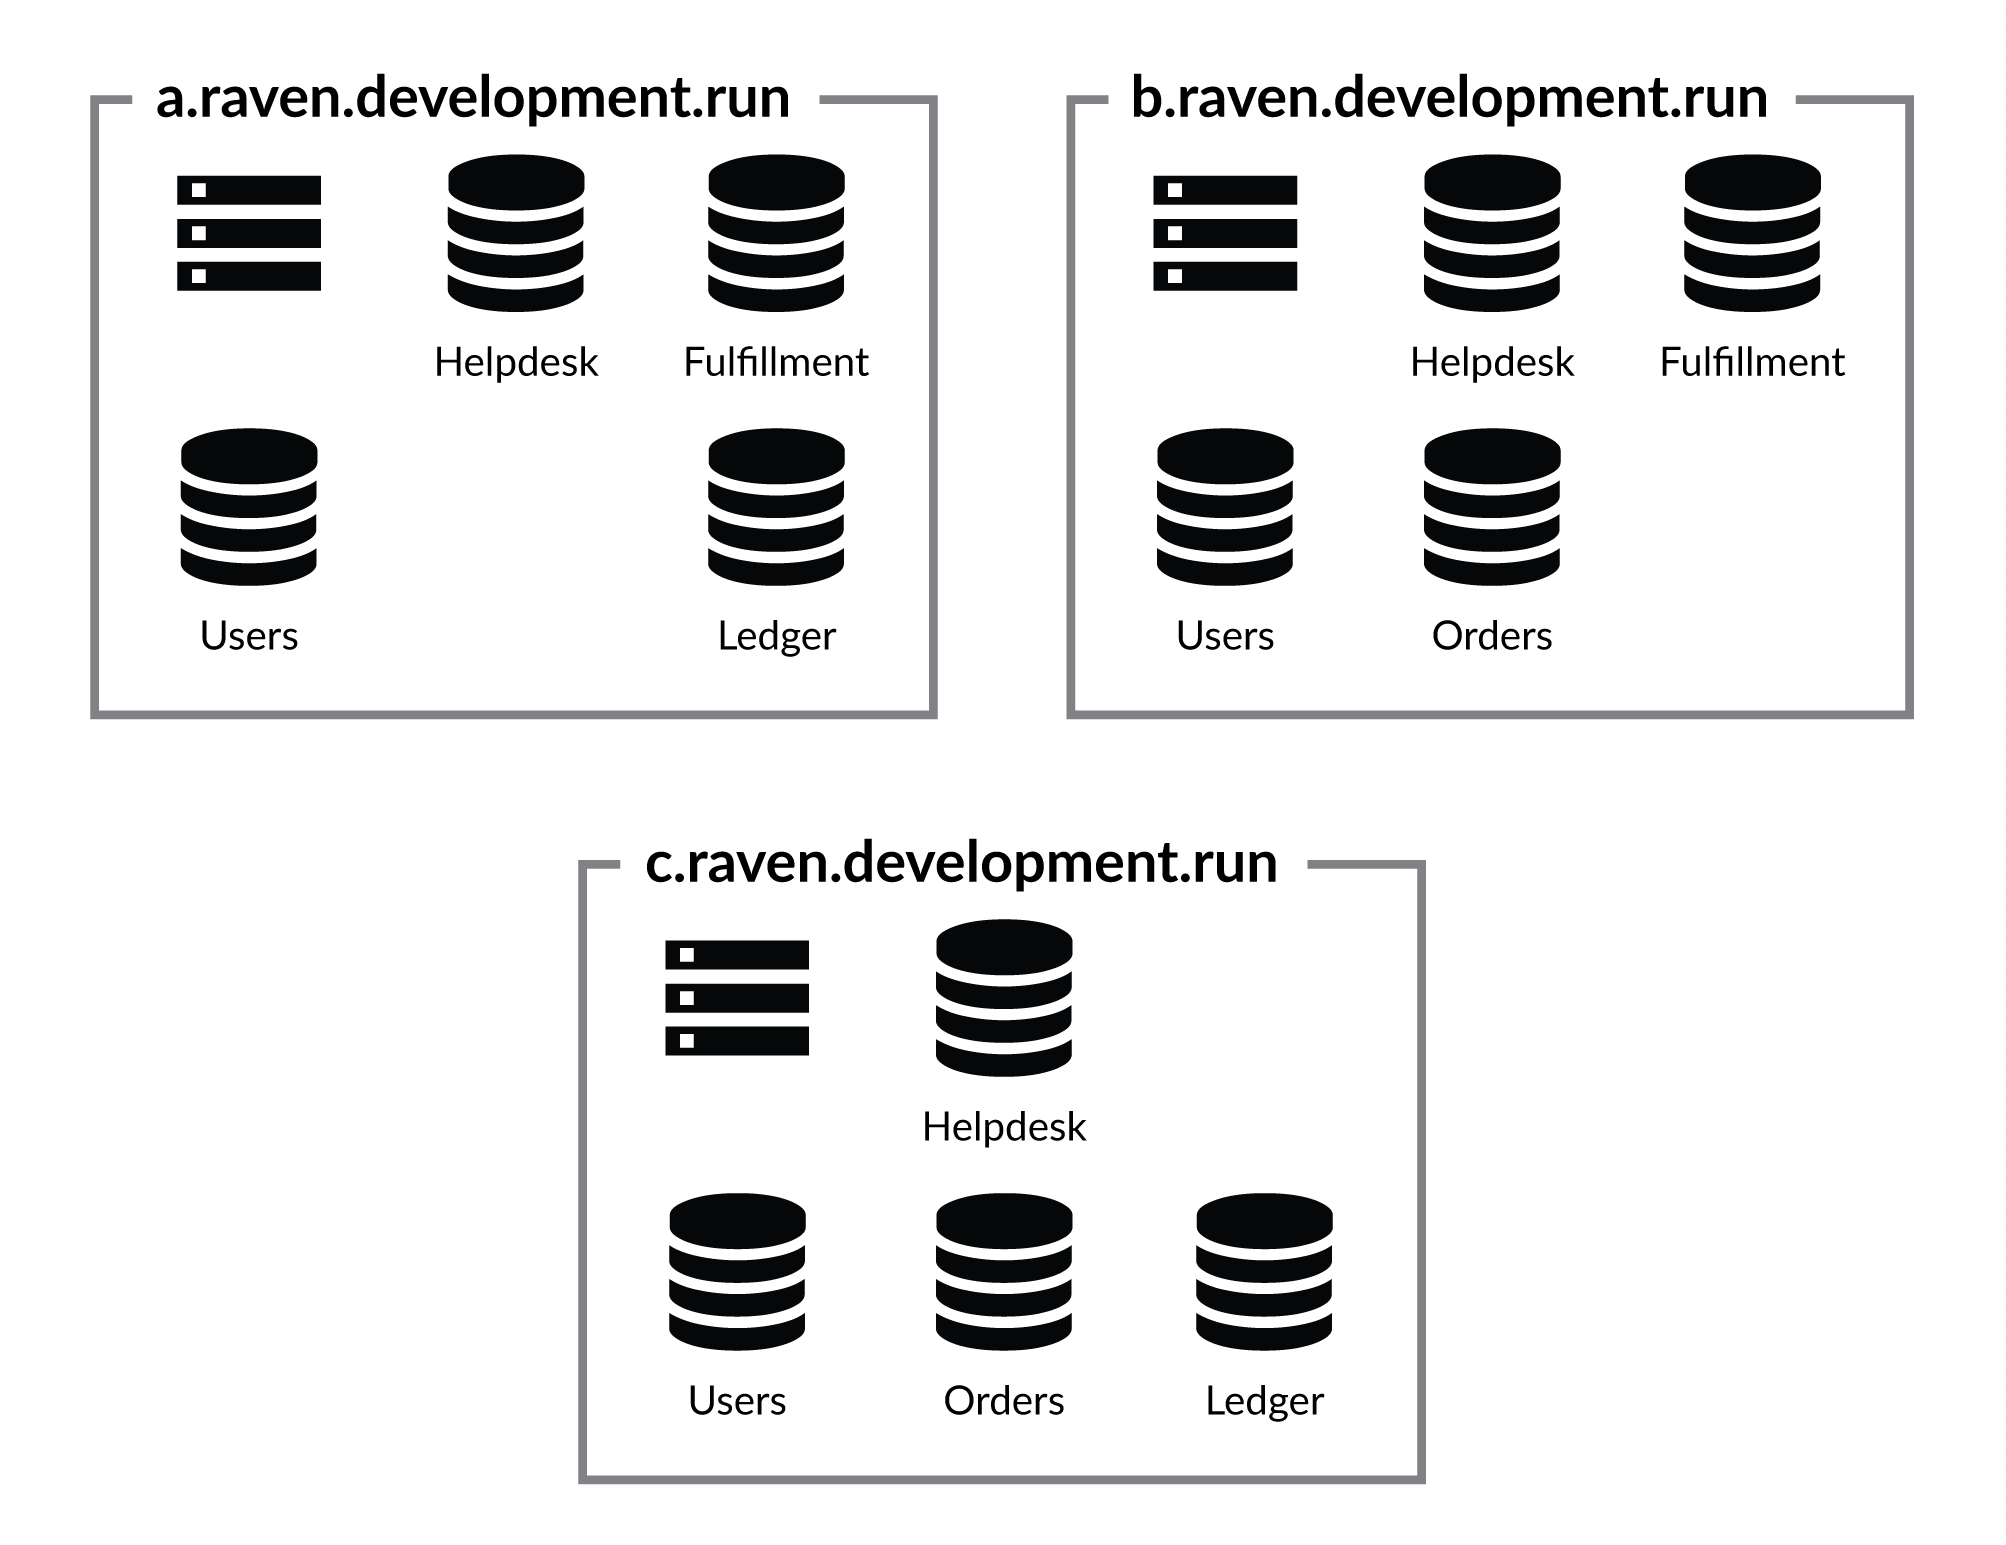 a.raven.development.run
Helpdesk
Fulfillment
Users
Ledger
b.raven.development.run
Helpdesk
Fulfillment
Users
Orders
c.raven.development.run
Helpdesk
Users
Orders
Ledger